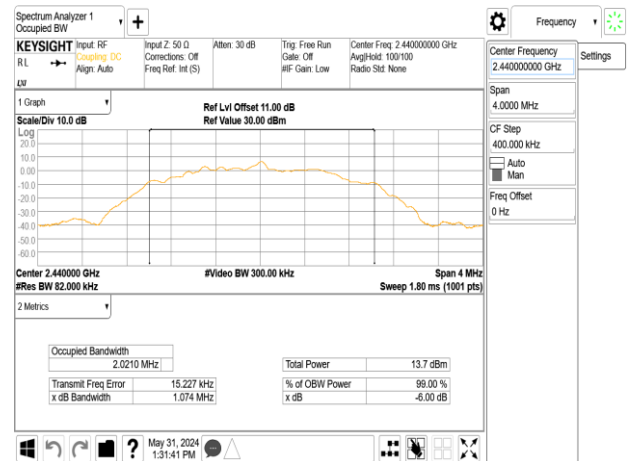 Spectrum Analyzer 1
Occupied BW
Frequency
KEYSIGHT
RL
Input: RF
Coupling: DC
Align: Auto
Input Z: 50 Ω
Corrections: Off
Freq Ref: Int (S)
Atten: 30 dB
Trig: Free Run
Gate: Off
#IF Gain: Low
Center Freq: 2.440000000 GHz
Avg|Hold: 100/100
Radio Std: None
Center Frequency
2.440000000 GHz
Settings
Span
4.0000 MHz
CF Step
400.000 kHz
Auto
Man
Freq Offset
0 Hz
1 Graph
Scale/Div 10.0 dB
Ref Lvl Offset 11.00 dB
Ref Value 30.00 dBm
Log
20.0
10.0
0.00
-10.0
-20.0
-30.0
-40.0
-50.0
-60.0
Center 2.440000 GHz
#Res BW 82.000 kHz
#Video BW 300.00 kHz
Span 4 MHz
Sweep 1.80 ms (1001 pts)
2 Metrics
Occupied Bandwidth
2.0210 MHz
Total Power 13.7 dBm
Transmit Freq Error 15.227 kHz
% of OBW Power 99.00 %
x dB Bandwidth 1.074 MHz
x dB -6.00 dB
?
May 31, 2024
1:31:41 PM